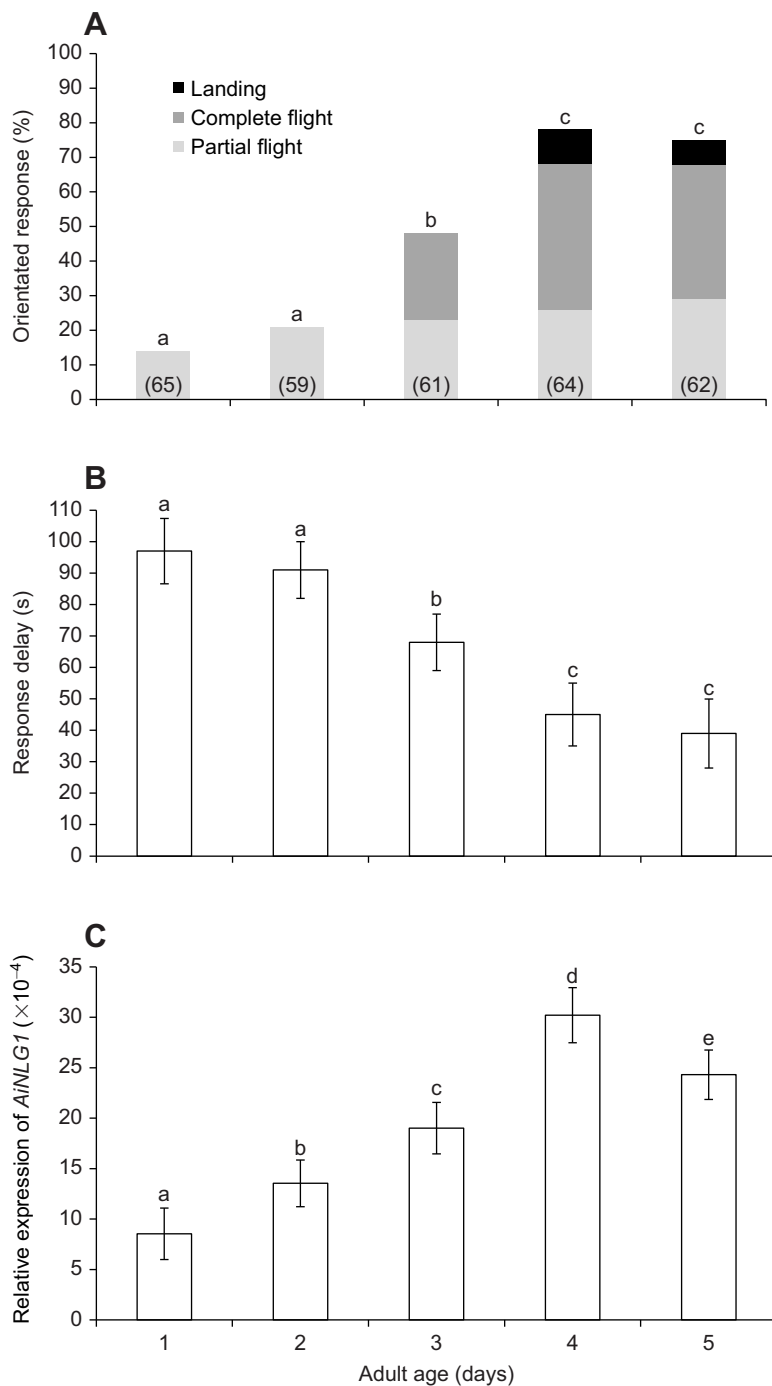 A
Orientated response (%)
100
90
80
70
60
50
40
30
20
10
0
Landing
Complete flight
Partial flight
a
a
b
c
c
(65)
(59)
(61)
(64)
(62)
B
Response delay (s)
110
100
90
80
70
60
50
40
30
20
10
0
a
a
b
c
c
C
Relative expression of AiNLG1 (×10⁻⁴)
35
30
25
20
15
10
5
0
a
b
c
d
e
1
2
3
4
5
Adult age (days)